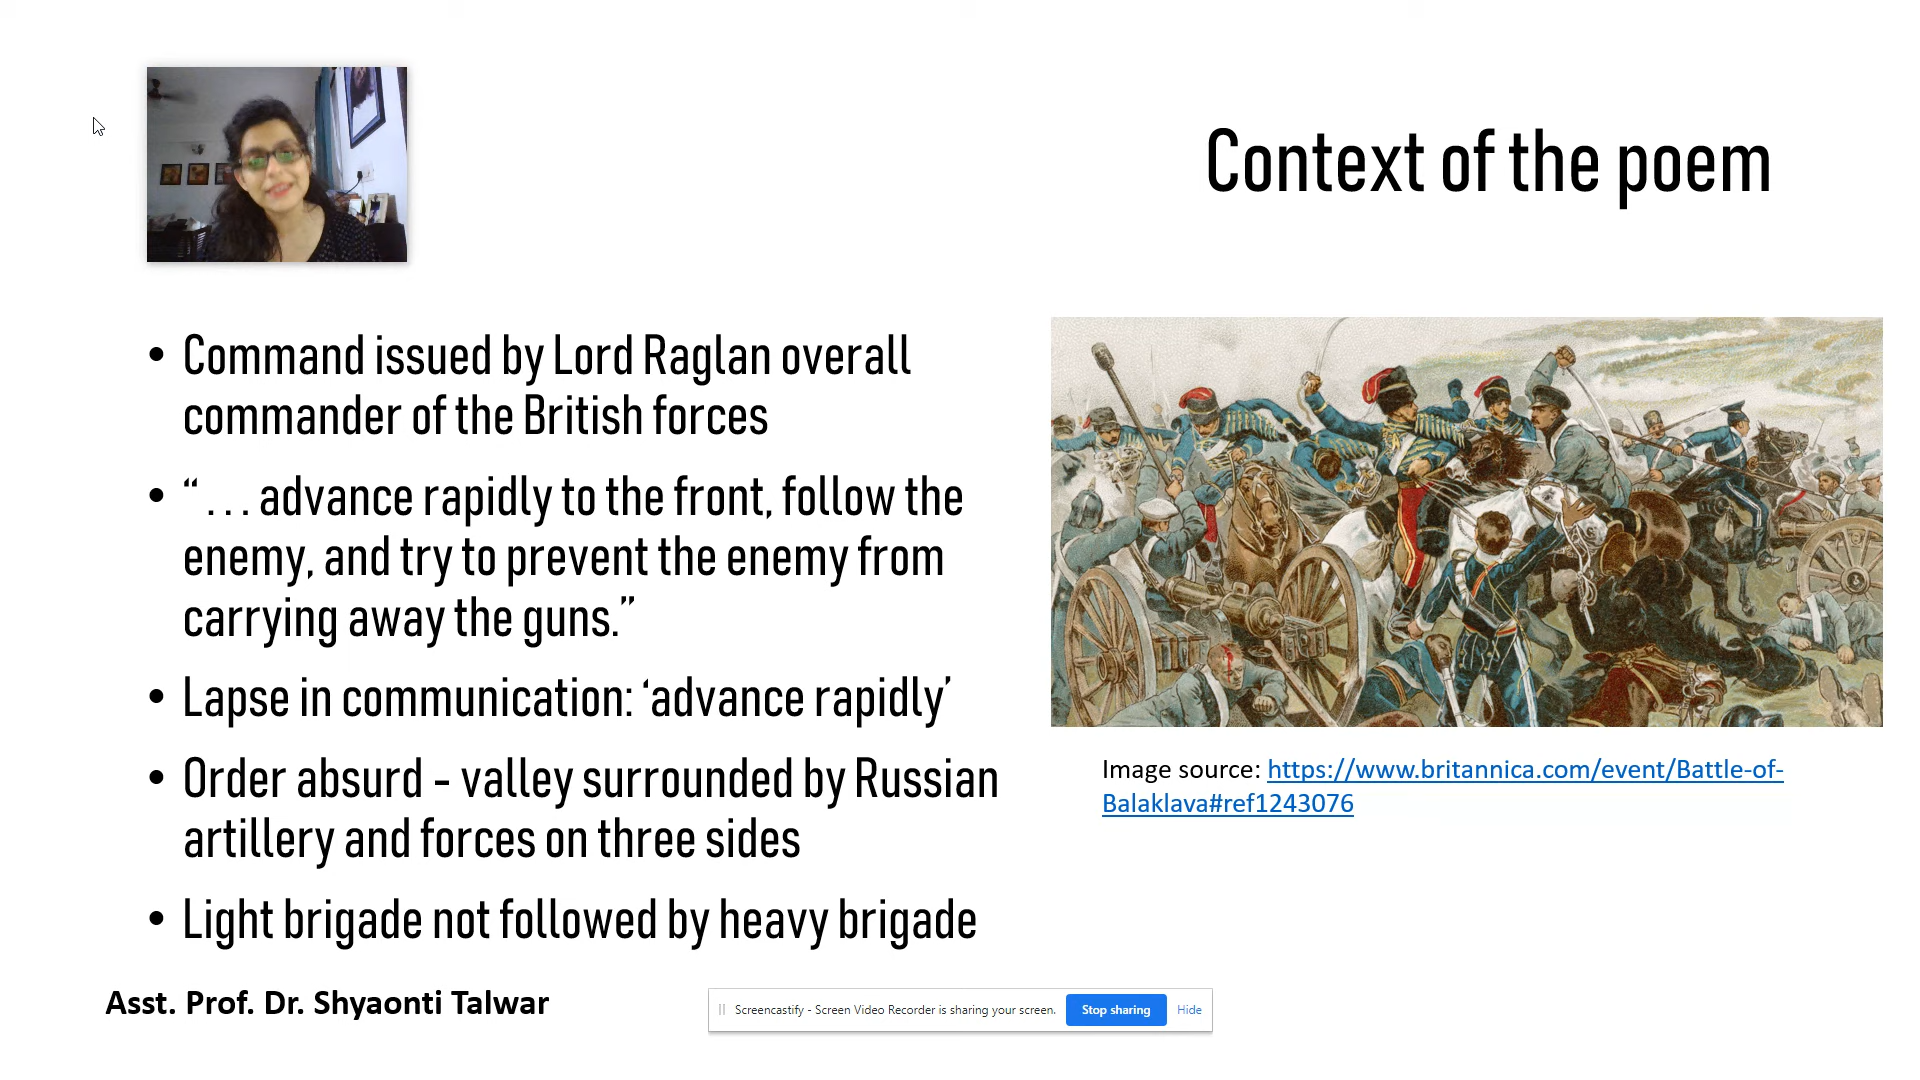 Context of the poem
• Command issued by Lord Raglan overall
commander of the British forces
• “ . . . advance rapidly to the front, follow the
enemy, and try to prevent the enemy from
carrying away the guns.”
• Lapse in communication: ‘advance rapidly’
• Order absurd - valley surrounded by Russian
artillery and forces on three sides
• Light brigade not followed by heavy brigade
Image source: https://www.britannica.com/event/Battle-of-
Balaklava#ref1243076
Asst. Prof. Dr. Shyaonti Talwar
Screencastify - Screen Video Recorder is sharing your screen. Stop sharing Hide